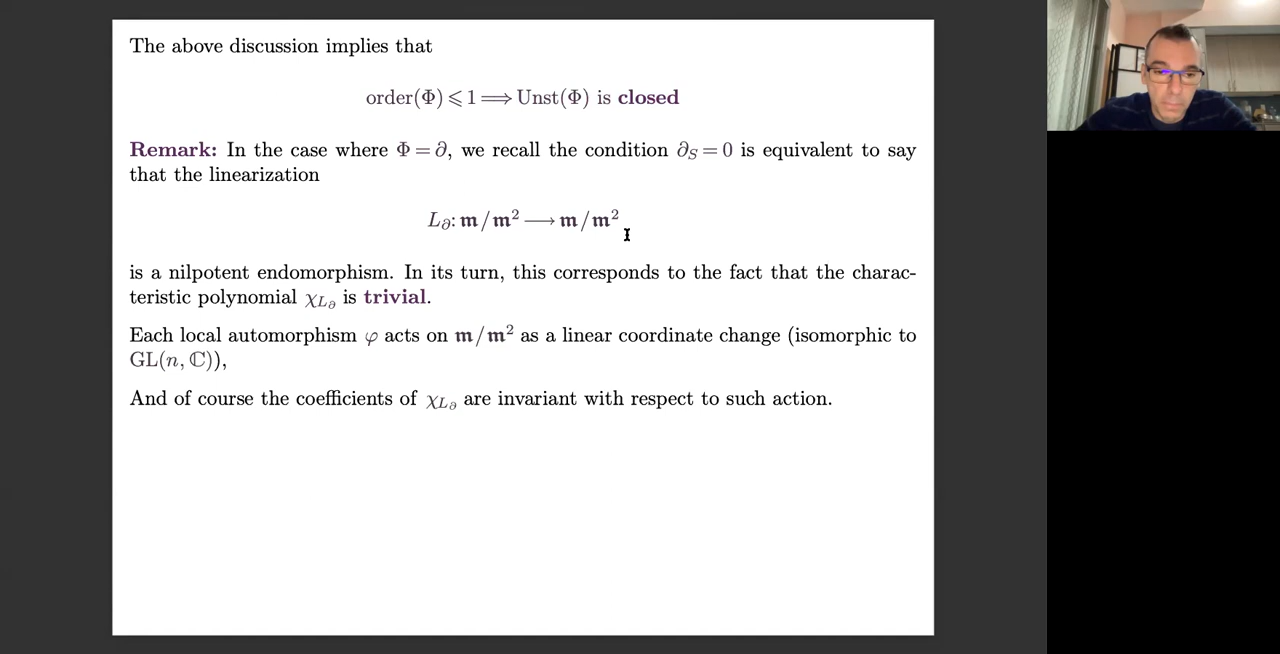 The above discussion implies that
order(Φ) ⩽ 1 ⟹ Unst(Φ) is closed
Remark: In the case where Φ = ∂, we recall the condition ∂_S = 0 is equivalent to say
that the linearization
L_∂: 𝔪/𝔪² ⟶ 𝔪/𝔪²
is a nilpotent endomorphism. In its turn, this corresponds to the fact that the charac-
teristic polynomial χ_{L_∂} is trivial.
Each local automorphism φ acts on 𝔪/𝔪² as a linear coordinate change (isomorphic to
GL(n, ℂ)),
And of course the coefficients of χ_{L_∂} are invariant with respect to such action.